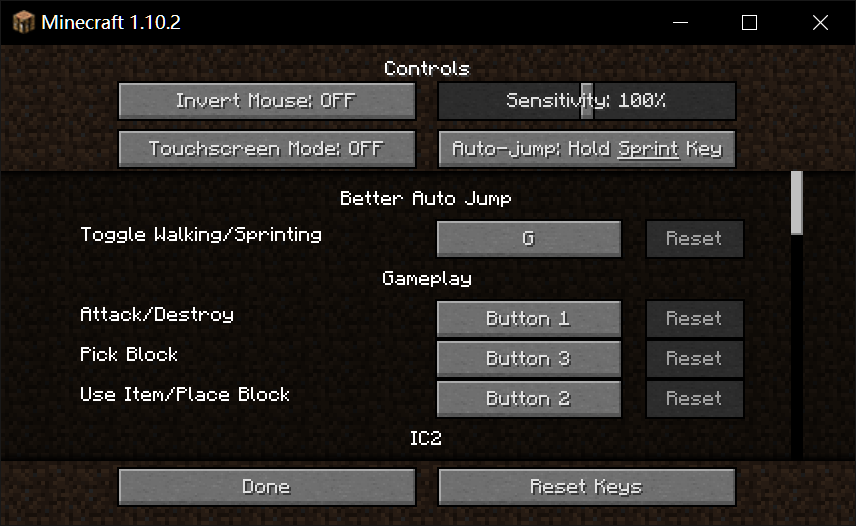 Minecraft 1.10.2
Controls
Invert Mouse: OFF
Sensitivity: 100%
Touchscreen Mode: OFF
Auto-jump: Hold Sprint Key
Better Auto Jump
Toggle Walking/Sprinting
G
Reset
Gameplay
Attack/Destroy
Button 1
Reset
Pick Block
Button 3
Reset
Use Item/Place Block
Button 2
Reset
IC2
Done
Reset Keys